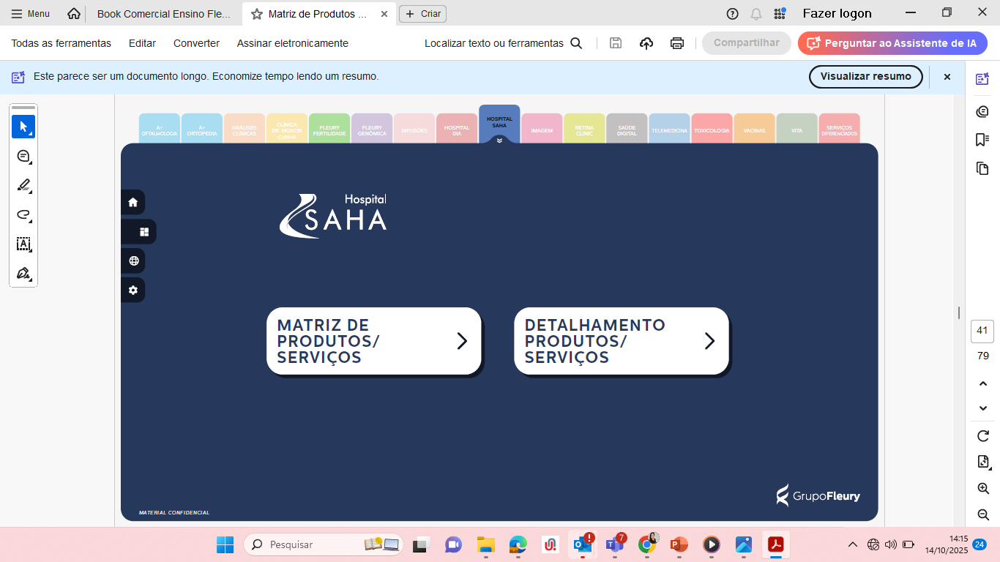 Menu
Book Comercial Ensino Fle...
Matriz de Produtos ...
Criar
Fazer logon
Todas as ferramentas
Editar
Converter
Assinar eletronicamente
Localizar texto ou ferramentas
Compartilhar
Perguntar ao Assistente de IA
Este parece ser um documento longo. Economize tempo lendo um resumo.
Visualizar resumo
A+
OFTALMOLOGIA
A+
ORTOPEDIA
ANÁLISES
CLÍNICAS
CLÍNICA
DR. MOACIR
CUNHA
FLEURY
FERTILIDADE
FLEURY
GENÔMICA
INFUSÕES
HOSPITAL
DIA
HOSPITAL
SAHA
IMAGEM
RETINA
CLINIC
SAÚDE
DIGITAL
TELEMEDICINA
TOXICOLOGIA
VACINAS
VITA
SERVIÇOS
DIFERENCIADOS
Hospital
SAHA
MATRIZ DE
PRODUTOS/
SERVIÇOS
DETALHAMENTO
PRODUTOS/
SERVIÇOS
41
79
MATERIAL CONFIDENCIAL
GrupoFleury
Pesquisar
7
14:15
14/10/2025
24